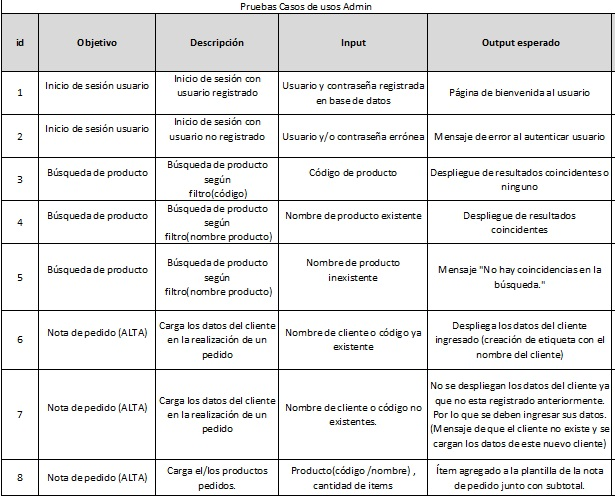 Pruebas Casos de usos Admin
id Objetivo Descripción Input Output esperado
1 Inicio de sesión usuario Inicio de sesión con
usuario registrado Usuario y contraseña registrada
en base de datos Página de bienvenida al usuario
2 Inicio de sesión usuario Inicio de sesión con
usuario no registrado Usuario y/o contraseña errónea Mensaje de error al autenticar usuario
3 Búsqueda de producto Búsqueda de producto
según
filtro(código) Código de producto Despliegue de resultados coincidentes o
ninguno
4 Búsqueda de producto Búsqueda de producto
según
filtro(nombre producto) Nombre de producto existente Despliegue de resultados
coincidentes
5 Búsqueda de producto Búsqueda de producto
según
filtro(nombre producto) Nombre de producto
inexistente Mensaje "No hay coincidencias en la
búsqueda."
6 Nota de pedido (ALTA) Carga los datos del cliente
en la realización de un
pedido Nombre de cliente o código ya
existente Despliega los datos del cliente
ingresado (creación de etiqueta con el
nombre del cliente)
7 Nota de pedido (ALTA) Carga los datos del cliente
en la realización de un
pedido Nombre de cliente o código no
existentes. No se despliegan los datos del cliente ya
que no esta registrado anteriormente.
Por lo que se deben ingresar sus datos.
(Mensaje de que el cliente no existe y se
cargan los datos de este nuevo cliente)
8 Nota de pedido (ALTA) Carga el/los productos
pedidos. Producto(código /nombre) ,
cantidad de items Ítem agregado a la plantilla de la nota
de pedido junto con subtotal.